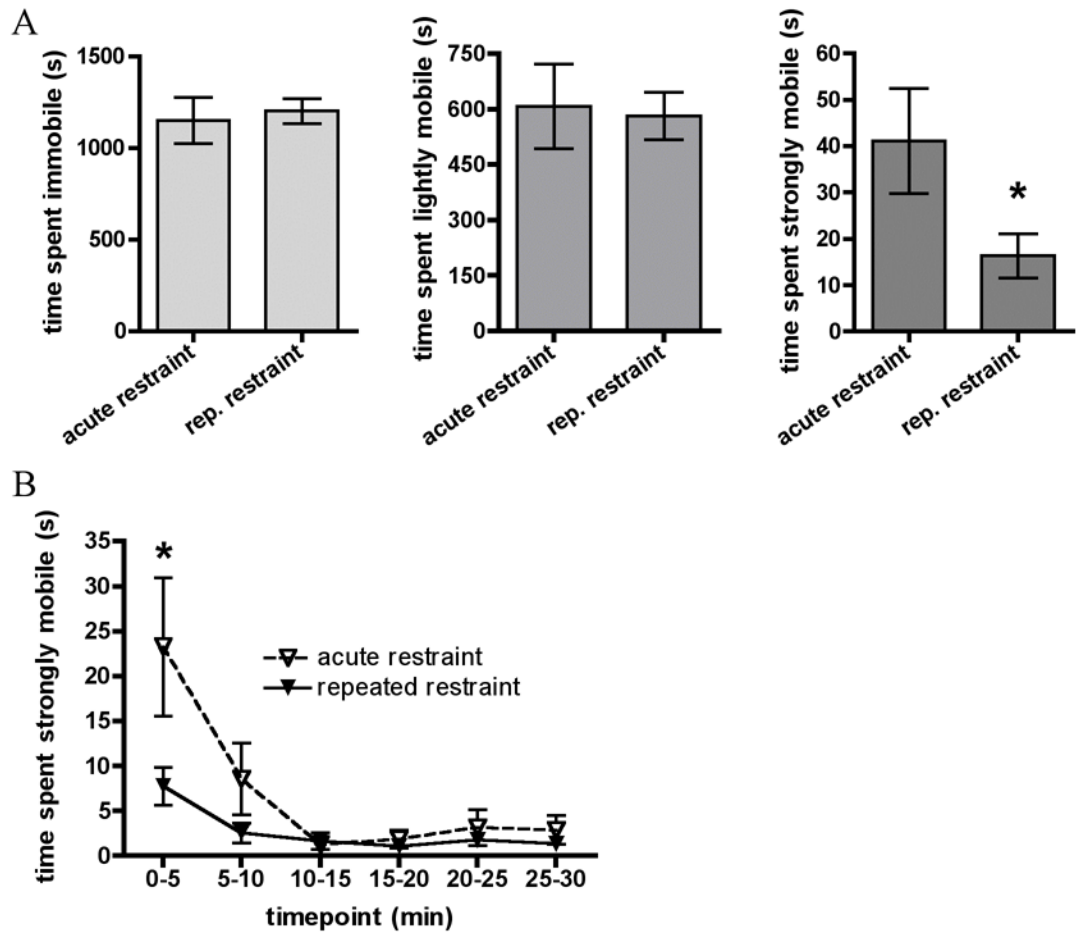 A
time spent immobile (s)
1500
1000
500
0
acute restraint
rep. restraint
time spent lightly mobile (s)
750
600
450
300
150
0
acute restraint
rep. restraint
time spent strongly mobile (s)
60
50
40
30
20
10
0
*
acute restraint
rep. restraint
B
time spent strongly mobile (s)
35
30
25
20
15
10
5
0
*
acute restraint
repeated restraint
0-5 5-10 10-15 15-20 20-25 25-30
timepoint (min)